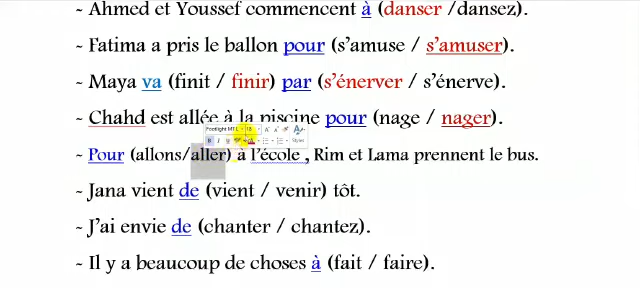 ~ Ahmed et Youssef commencent à (danser /dansez).
~ Fatima a pris le ballon pour (s’amuse / s’amuser).
~ Maya va (finit / finir) par (s’énerver / s’énerve).
~ Chahd est allée à la piscine pour (nage / nager).
~ Pour (allons/aller) à l’école , Rim et Lama prennent le bus.
~ Jana vient de (vient / venir) tôt.
~ J’ai envie de (chanter / chantez).
~ Il y a beaucoup de choses à (fait / faire).